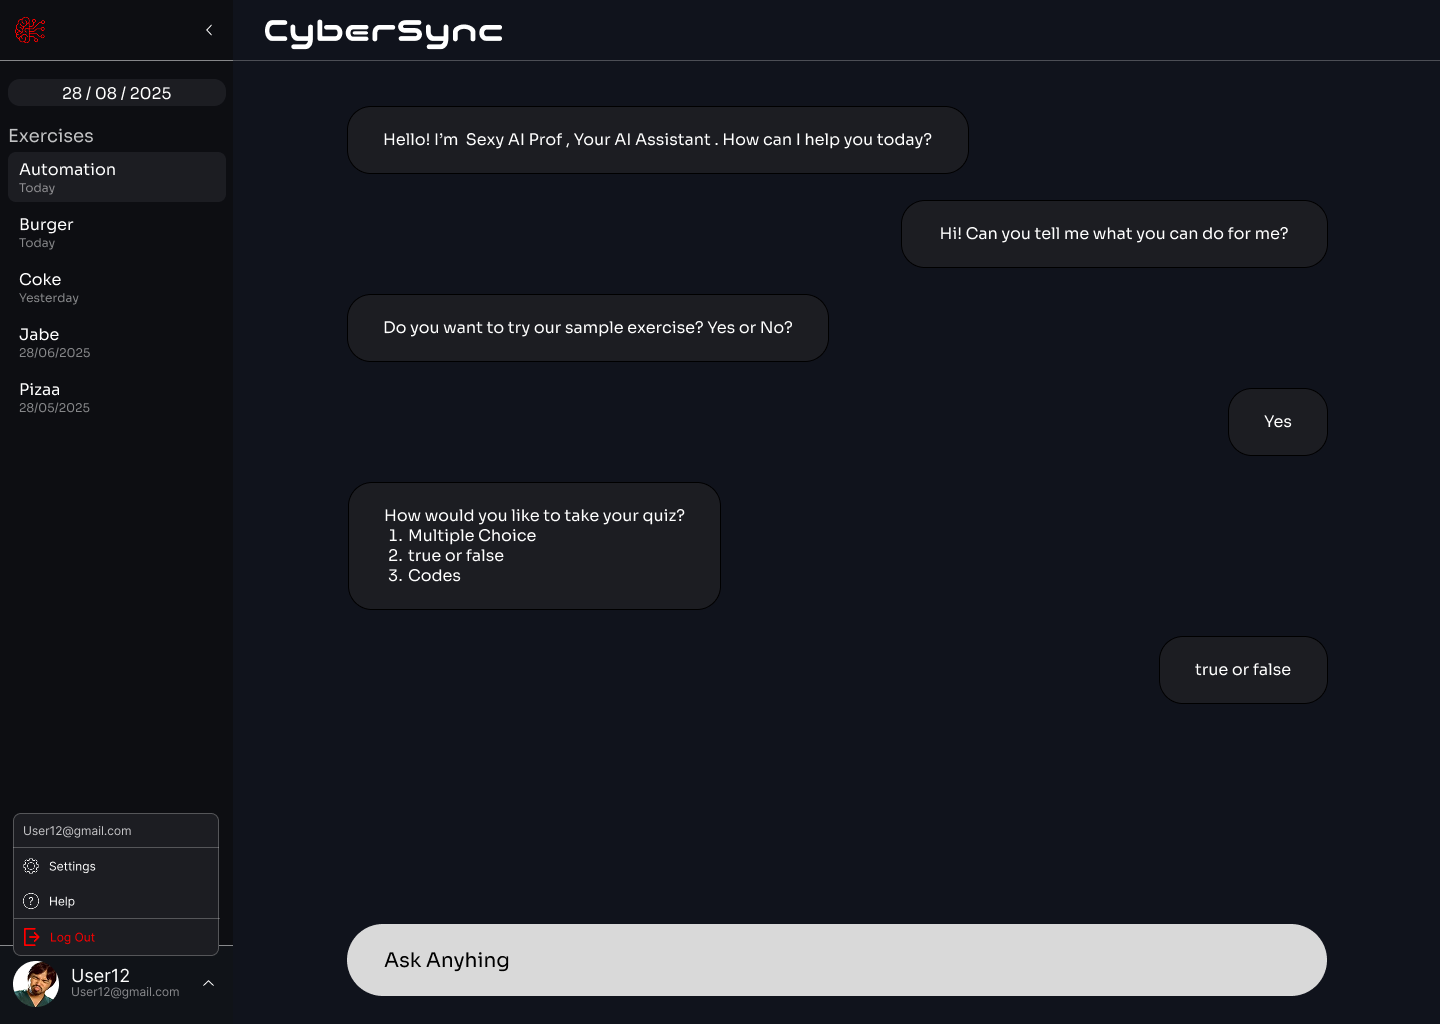 CyberSync
28 / 08 / 2025
Exercises
Automation
Today
Burger
Today
Coke
Yesterday
Jabe
28/06/2025
Pizaa
28/05/2025
User12@gmail.com
Settings
Help
Log Out
User12
User12@gmail.com
Hello! I’m  Sexy AI Prof , Your AI Assistant . How can I help you today?
Hi! Can you tell me what you can do for me?
Do you want to try our sample exercise? Yes or No?
Yes
How would you like to take your quiz?
1. Multiple Choice
2. true or false
3. Codes
true or false
Ask Anyhing